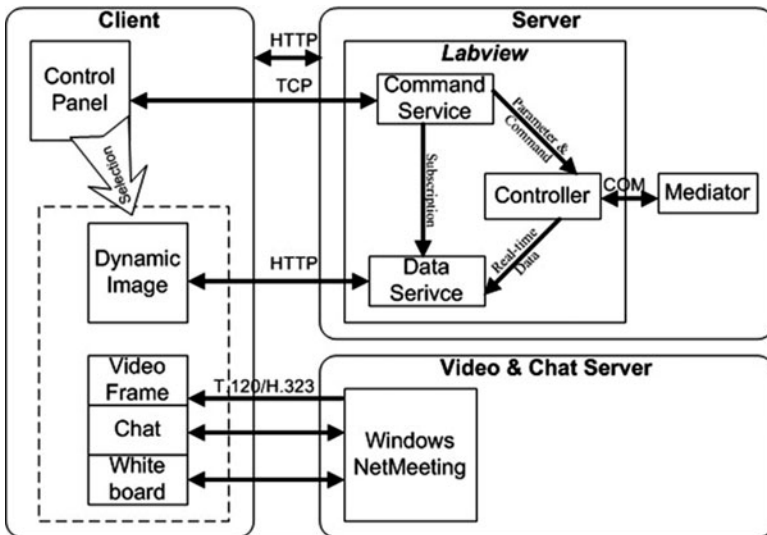 Client
Control
Panel
Selection
Dynamic
Image
Video
Frame
Chat
White
board
HTTP
TCP
HTTP
T.120/H.323
Server
Labview
Command
Service
Parameter &
Command
Subscription
Controller
COM
Mediator
Real-time
Data
Data
Serivce
Video & Chat Server
Windows
NetMeeting